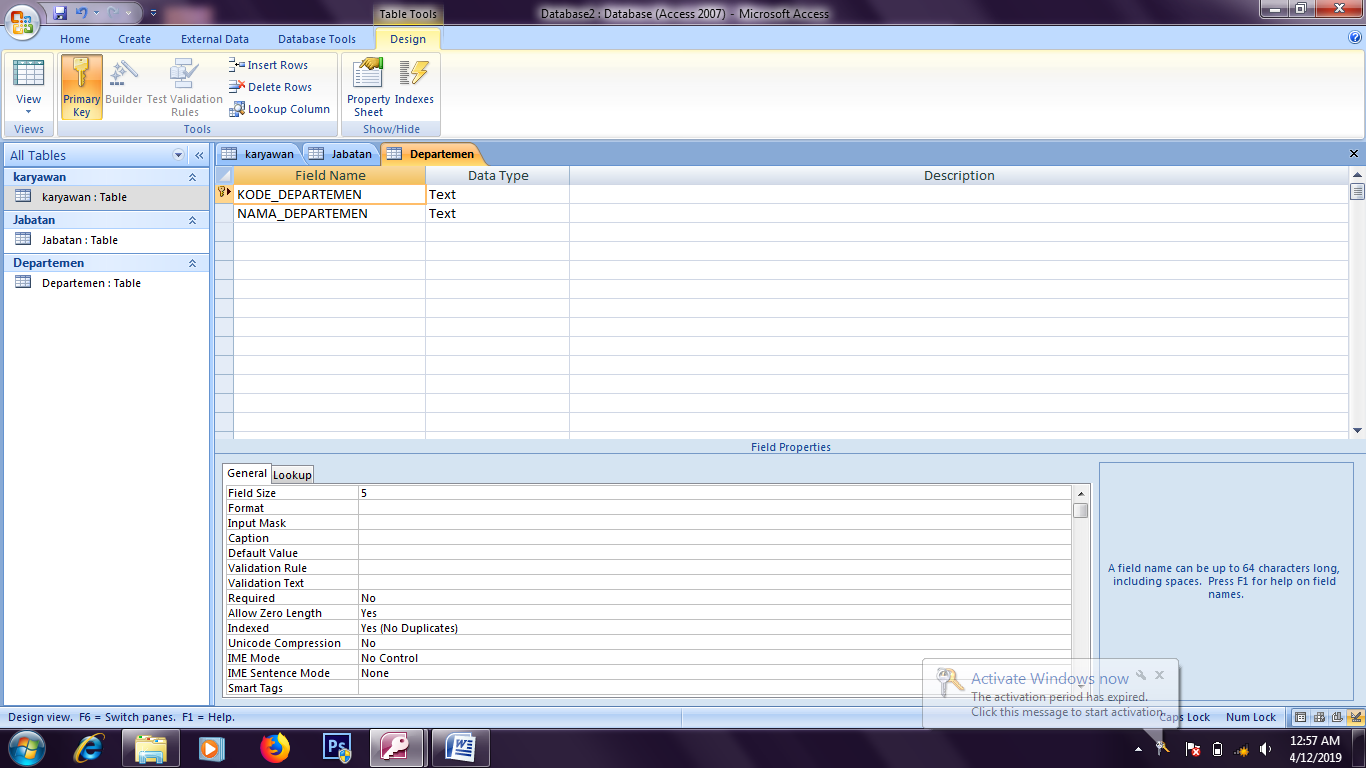 Table Tools
Database2 : Database (Access 2007) - Microsoft Access
Home Create External Data Database Tools Design
View
Primary Key
Builder
Test Validation Rules
Insert Rows
Delete Rows
Lookup Column
Property Sheet
Indexes
Views Tools Show/Hide
All Tables
karyawan
karyawan : Table
Jabatan
Jabatan : Table
Departemen
Departemen : Table
karyawan Jabatan Departemen
Field Name Data Type Description
KODE_DEPARTEMEN Text
NAMA_DEPARTEMEN Text
Field Properties
General Lookup
Field Size 5
Format
Input Mask
Caption
Default Value
Validation Rule
Validation Text
Required No
Allow Zero Length Yes
Indexed Yes (No Duplicates)
Unicode Compression No
IME Mode No Control
IME Sentence Mode None
Smart Tags
A field name can be up to 64 characters long,
including spaces. Press F1 for help on field
names.
Activate Windows now
The activation period has expired.
Click this message to start activation.
Design view. F6 = Switch panes. F1 = Help.
Caps Lock Num Lock
Ps
12:57 AM
4/12/2019